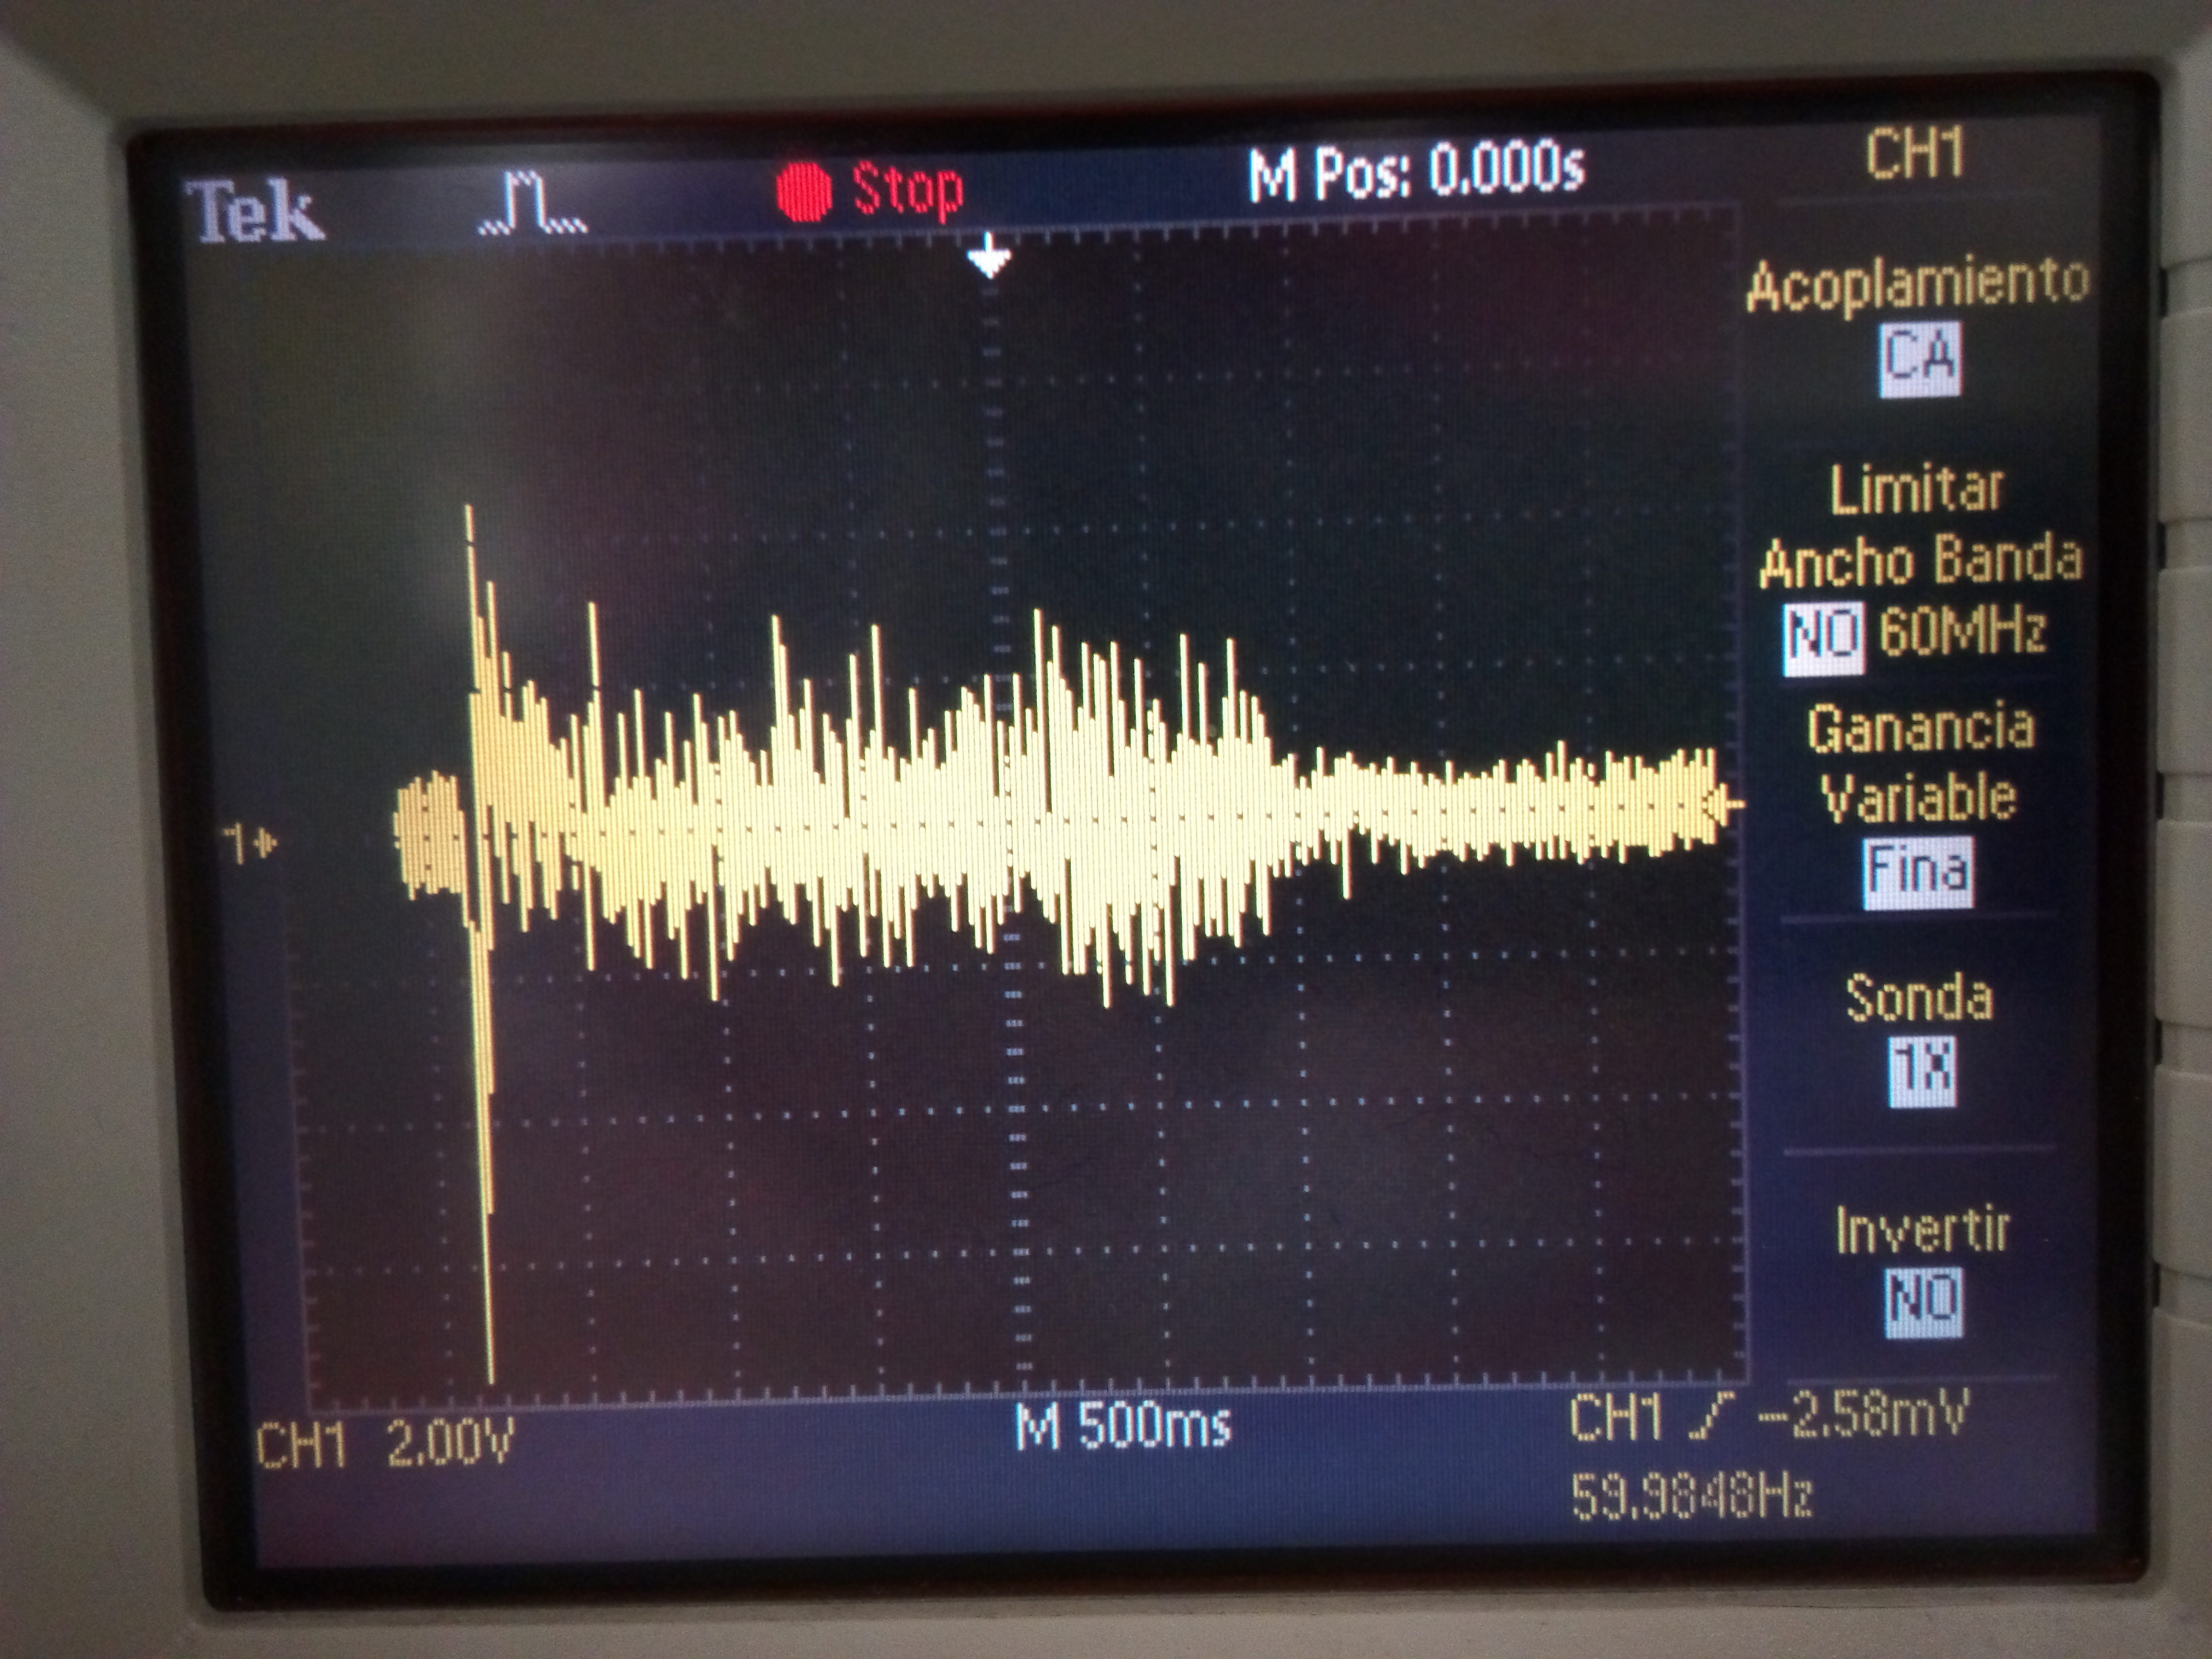 Tek Stop M Pos: 0.000s
CH1
Acoplamiento
CA
Limitar
Ancho Banda
NO 60MHz
Ganancia
Variable
Fina
Sonda
1X
Invertir
NO
1
CH1 2.00V M 500ms CH1 -2.58mV
59.9848Hz